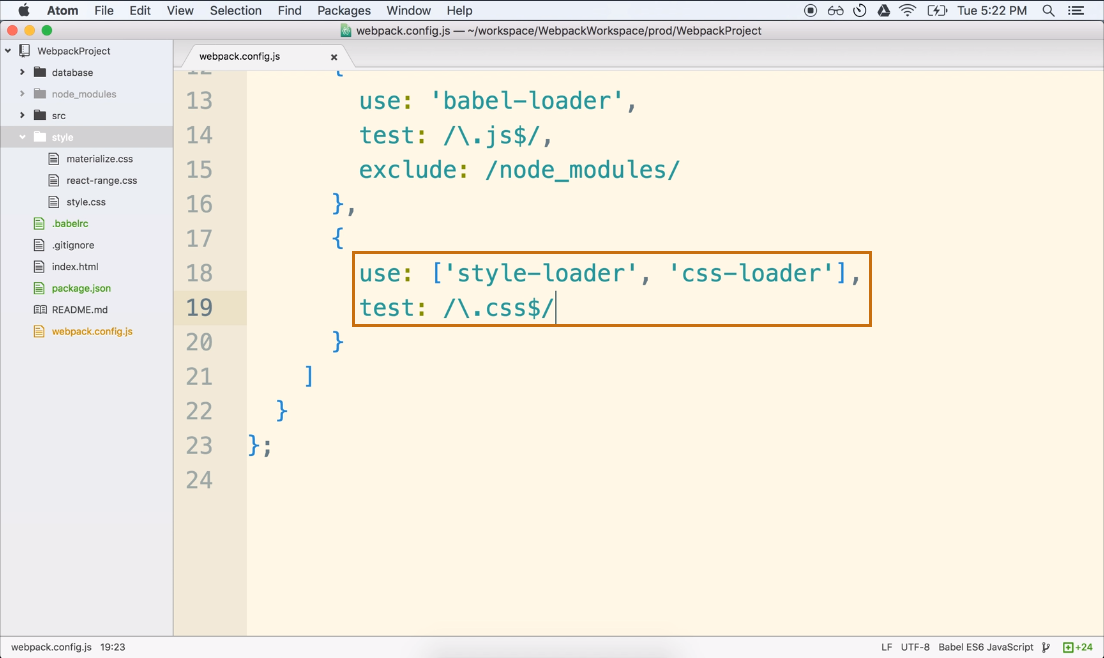 Atom File Edit View Selection Find Packages Window Help Tue 5:22 PM
webpack.config.js — ~/workspace/WebpackWorkspace/prod/WebpackProject
WebpackProject
database
node_modules
src
style
materialize.css
react-range.css
style.css
.babelrc
.gitignore
index.html
package.json
README.md
webpack.config.js
webpack.config.js
13 use: 'babel-loader',
14 test: /\.js$/,
15 exclude: /node_modules/
16 },
17 {
18 use: ['style-loader', 'css-loader'],
19 test: /\.css$/
20 }
21 ]
22 }
23 };
24
webpack.config.js 19:23 LF UTF-8 Babel ES6 JavaScript +24